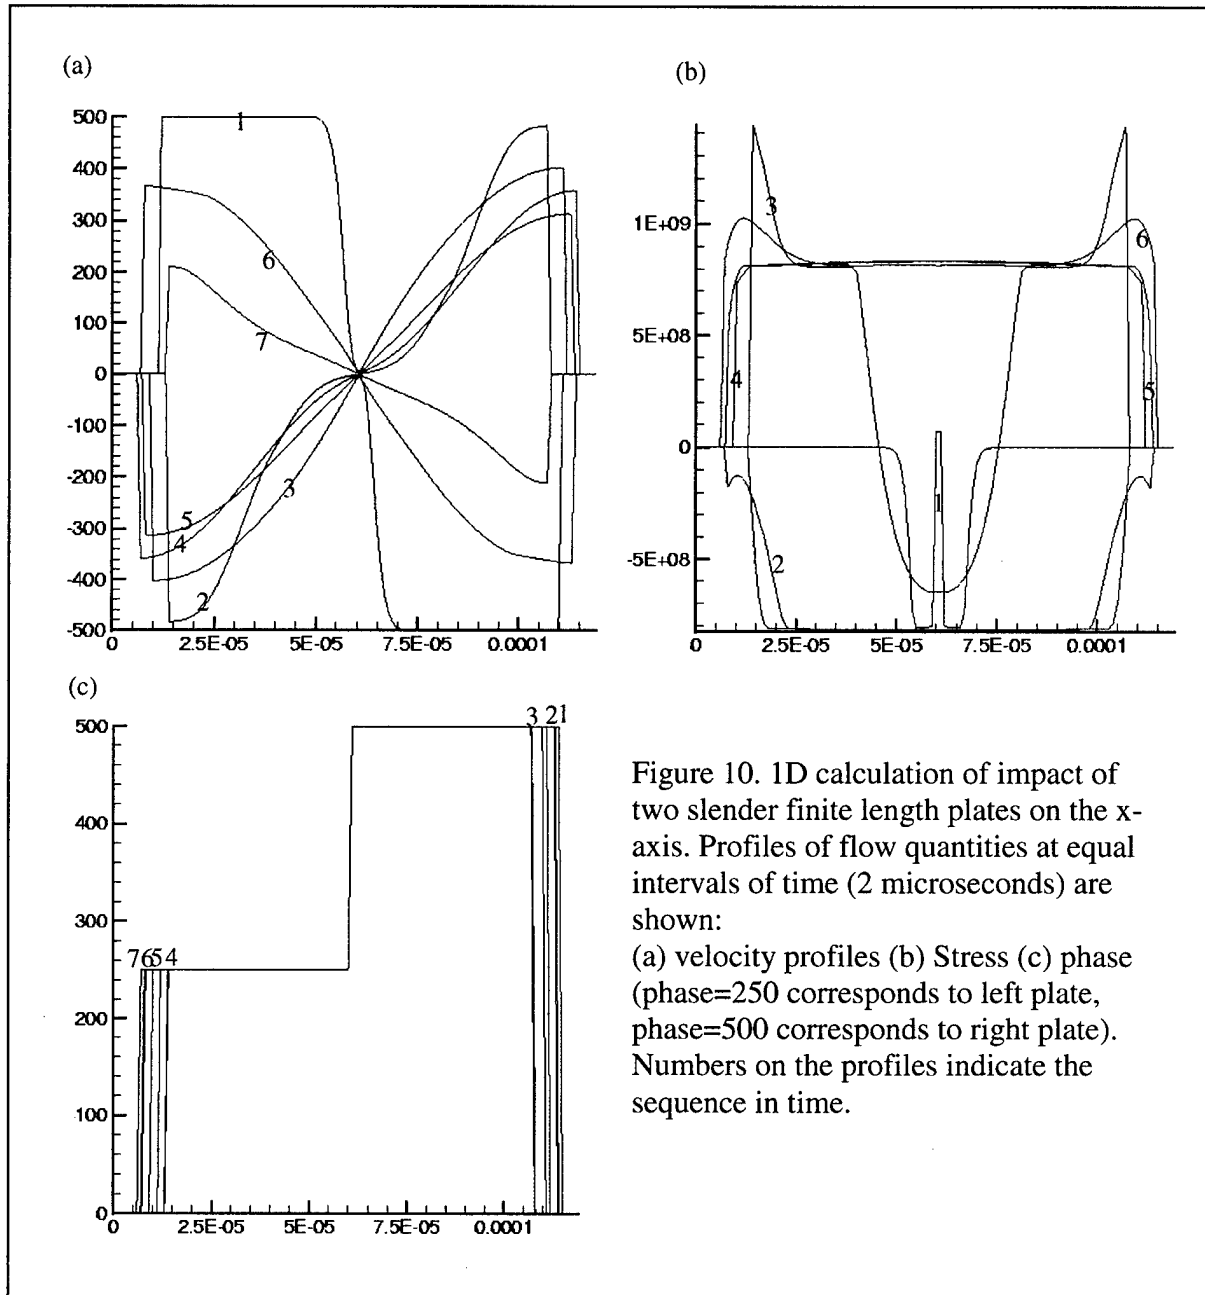 (a)
500
400
300
200
100
0
-100
-200
-300
-400
-500
0
2.5E-05
5E-05
7.5E-05
0.0001
1
6
7
3
5
4
2
(b)
1E+09
5E+08
0
-5E+08
0
2.5E-05
5E-05
7.5E-05
0.0001
3
6
4
5
1
2
(c)
500
400
300
200
100
0
0
2.5E-05
5E-05
7.5E-05
0.0001
3 21
7654
Figure 10. 1D calculation of impact of
two slender finite length plates on the x-
axis. Profiles of flow quantities at equal
intervals of time (2 microseconds) are
shown:
(a) velocity profiles (b) Stress (c) phase
(phase=250 corresponds to left plate,
phase=500 corresponds to right plate).
Numbers on the profiles indicate the
sequence in time.